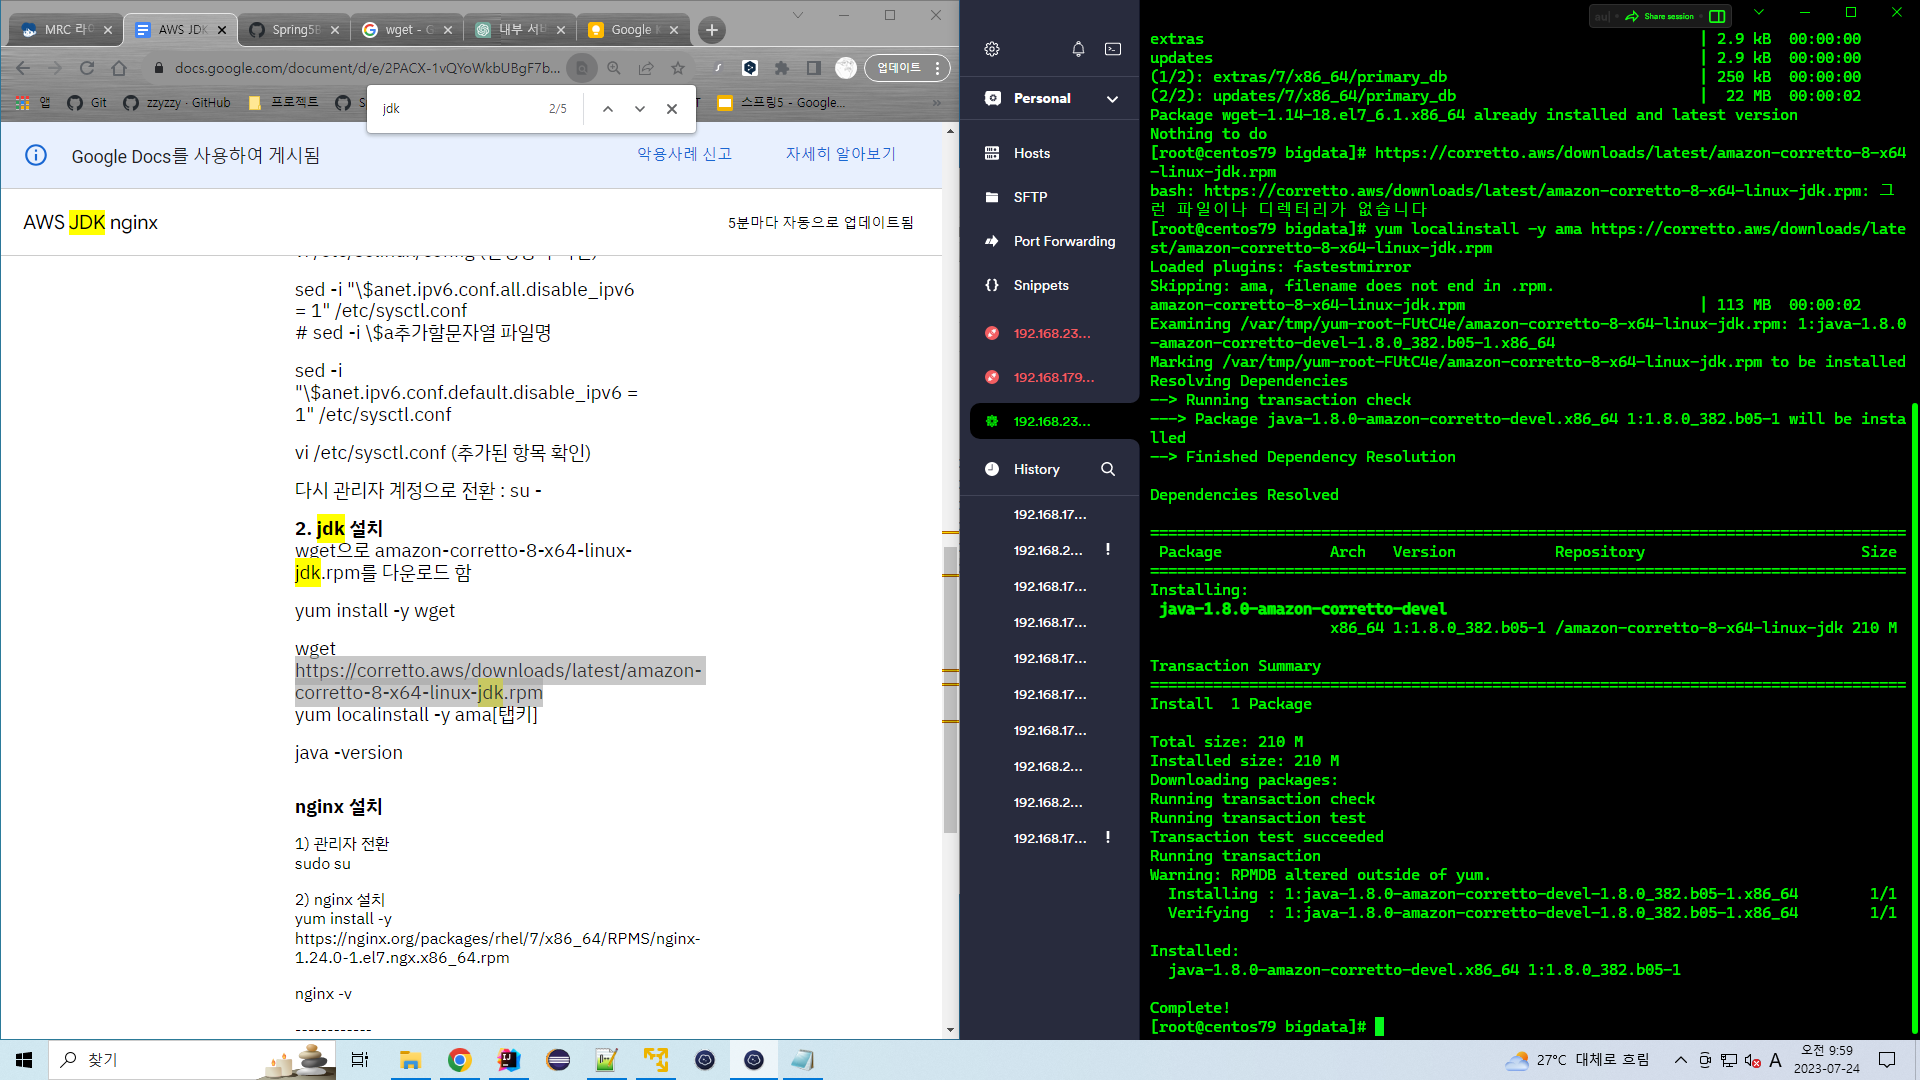 MRC 라이
AWS JDK
Spring5B
wget - G
내부 서버
Google K
docs.google.com/document/d/e/2PACX-1vQYoWkbUBgF7b...
업데이트
앱
Git
zzyzzy · GitHub
프로젝트
스프링5 - Google...
jdk
2/5
Google Docs를 사용하여 게시됨
악용사례 신고
자세히 알아보기
AWS JDK nginx
5분마다 자동으로 업데이트됨
sed -i "\$anet.ipv6.conf.all.disable_ipv6
= 1" /etc/sysctl.conf
# sed -i \$a추가할문자열 파일명
sed -i
"\$anet.ipv6.conf.default.disable_ipv6 =
1" /etc/sysctl.conf
vi /etc/sysctl.conf (추가된 항목 확인)
다시 관리자 계정으로 전환 : su -
2. jdk 설치
wget으로 amazon-corretto-8-x64-linux-
jdk.rpm를 다운로드 함
yum install -y wget
wget
https://corretto.aws/downloads/latest/amazon-
corretto-8-x64-linux-jdk.rpm
yum localinstall -y ama[탭키]
java -version
nginx 설치
1) 관리자 전환
sudo su
2) nginx 설치
yum install -y
https://nginx.org/packages/rhel/7/x86_64/RPMS/nginx-
1.24.0-1.el7.ngx.x86_64.rpm
nginx -v
------------
Personal
Hosts
SFTP
Port Forwarding
{} Snippets
192.168.23...
192.168.179...
192.168.23...
History
192.168.17...
192.168.2... !
192.168.17...
192.168.17...
192.168.17...
192.168.17...
192.168.17...
192.168.2...
192.168.2...
192.168.17... !
Share session
extras | 2.9 kB 00:00:00
updates | 2.9 kB 00:00:00
(1/2): extras/7/x86_64/primary_db | 250 kB 00:00:00
(2/2): updates/7/x86_64/primary_db | 22 MB 00:00:02
Package wget-1.14-18.el7_6.1.x86_64 already installed and latest version
Nothing to do
[root@centos79 bigdata]# https://corretto.aws/downloads/latest/amazon-corretto-8-x64
-linux-jdk.rpm
bash: https://corretto.aws/downloads/latest/amazon-corretto-8-x64-linux-jdk.rpm: 그
런 파일이나 디렉터리가 없습니다
[root@centos79 bigdata]# yum localinstall -y ama https://corretto.aws/downloads/late
st/amazon-corretto-8-x64-linux-jdk.rpm
Loaded plugins: fastestmirror
Skipping: ama, filename does not end in .rpm.
amazon-corretto-8-x64-linux-jdk.rpm | 113 MB 00:00:02
Examining /var/tmp/yum-root-FUtC4e/amazon-corretto-8-x64-linux-jdk.rpm: 1:java-1.8.0
-amazon-corretto-devel-1.8.0_382.b05-1.x86_64
Marking /var/tmp/yum-root-FUtC4e/amazon-corretto-8-x64-linux-jdk.rpm to be installed
Resolving Dependencies
--> Running transaction check
---> Package java-1.8.0-amazon-corretto-devel.x86_64 1:1.8.0_382.b05-1 will be insta
lled
--> Finished Dependency Resolution
Dependencies Resolved
====================================================================================
Package Arch Version Repository Size
====================================================================================
Installing:
java-1.8.0-amazon-corretto-devel
x86_64 1:1.8.0_382.b05-1 /amazon-corretto-8-x64-linux-jdk 210 M
Transaction Summary
====================================================================================
Install 1 Package
Total size: 210 M
Installed size: 210 M
Downloading packages:
Running transaction check
Running transaction test
Transaction test succeeded
Running transaction
Warning: RPMDB altered outside of yum.
Installing : 1:java-1.8.0-amazon-corretto-devel-1.8.0_382.b05-1.x86_64 1/1
Verifying : 1:java-1.8.0-amazon-corretto-devel-1.8.0_382.b05-1.x86_64 1/1
Installed:
java-1.8.0-amazon-corretto-devel.x86_64 1:1.8.0_382.b05-1
Complete!
[root@centos79 bigdata]#
찾기
27°C 대체로 흐림
A
오전 9:59
2023-07-24